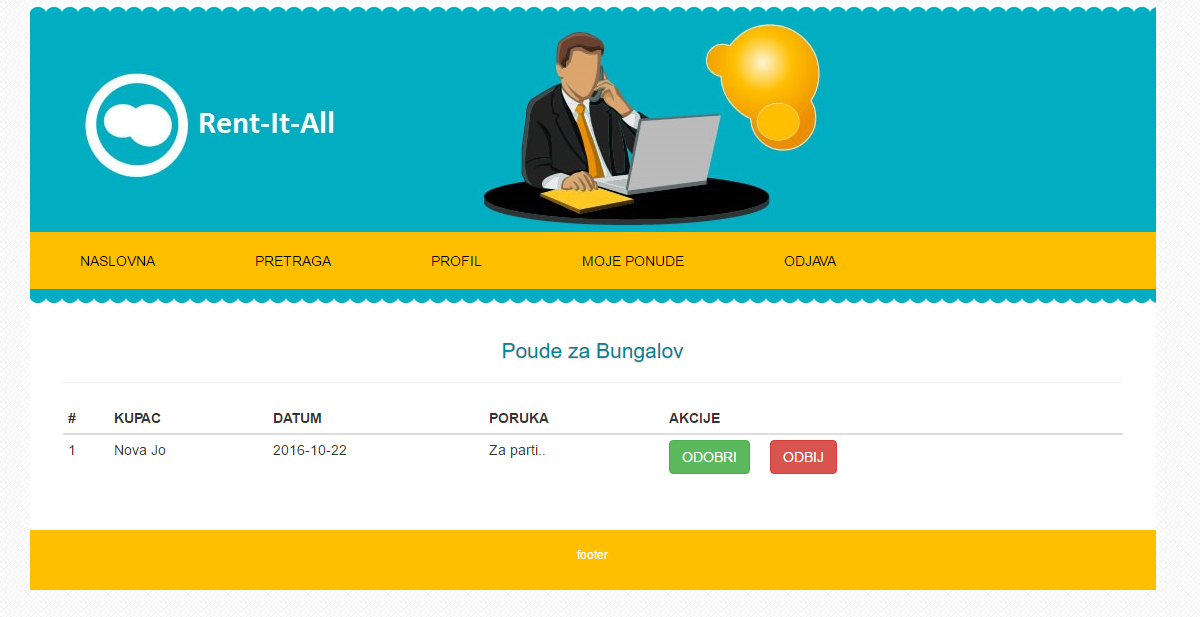 Rent-It-All
NASLOVNA PRETRAGA PROFIL MOJE PONUDE ODJAVA
Poude za Bungalov
# KUPAC DATUM PORUKA AKCIJE
1 Nova Jo 2016-10-22 Za parti.. ODOBRI ODBIJ
footer